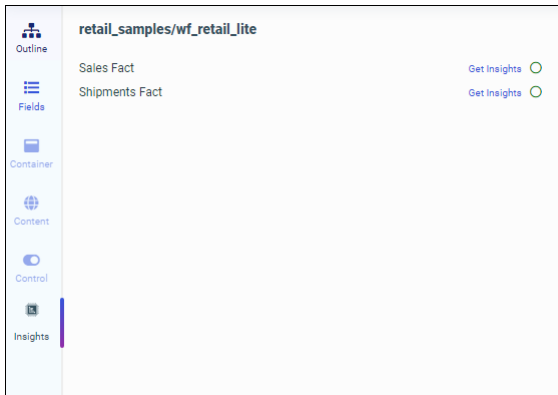 Outline
Fields
Container
Content
Control
Insights
retail_samples/wf_retail_lite
Sales Fact Get Insights
Shipments Fact Get Insights